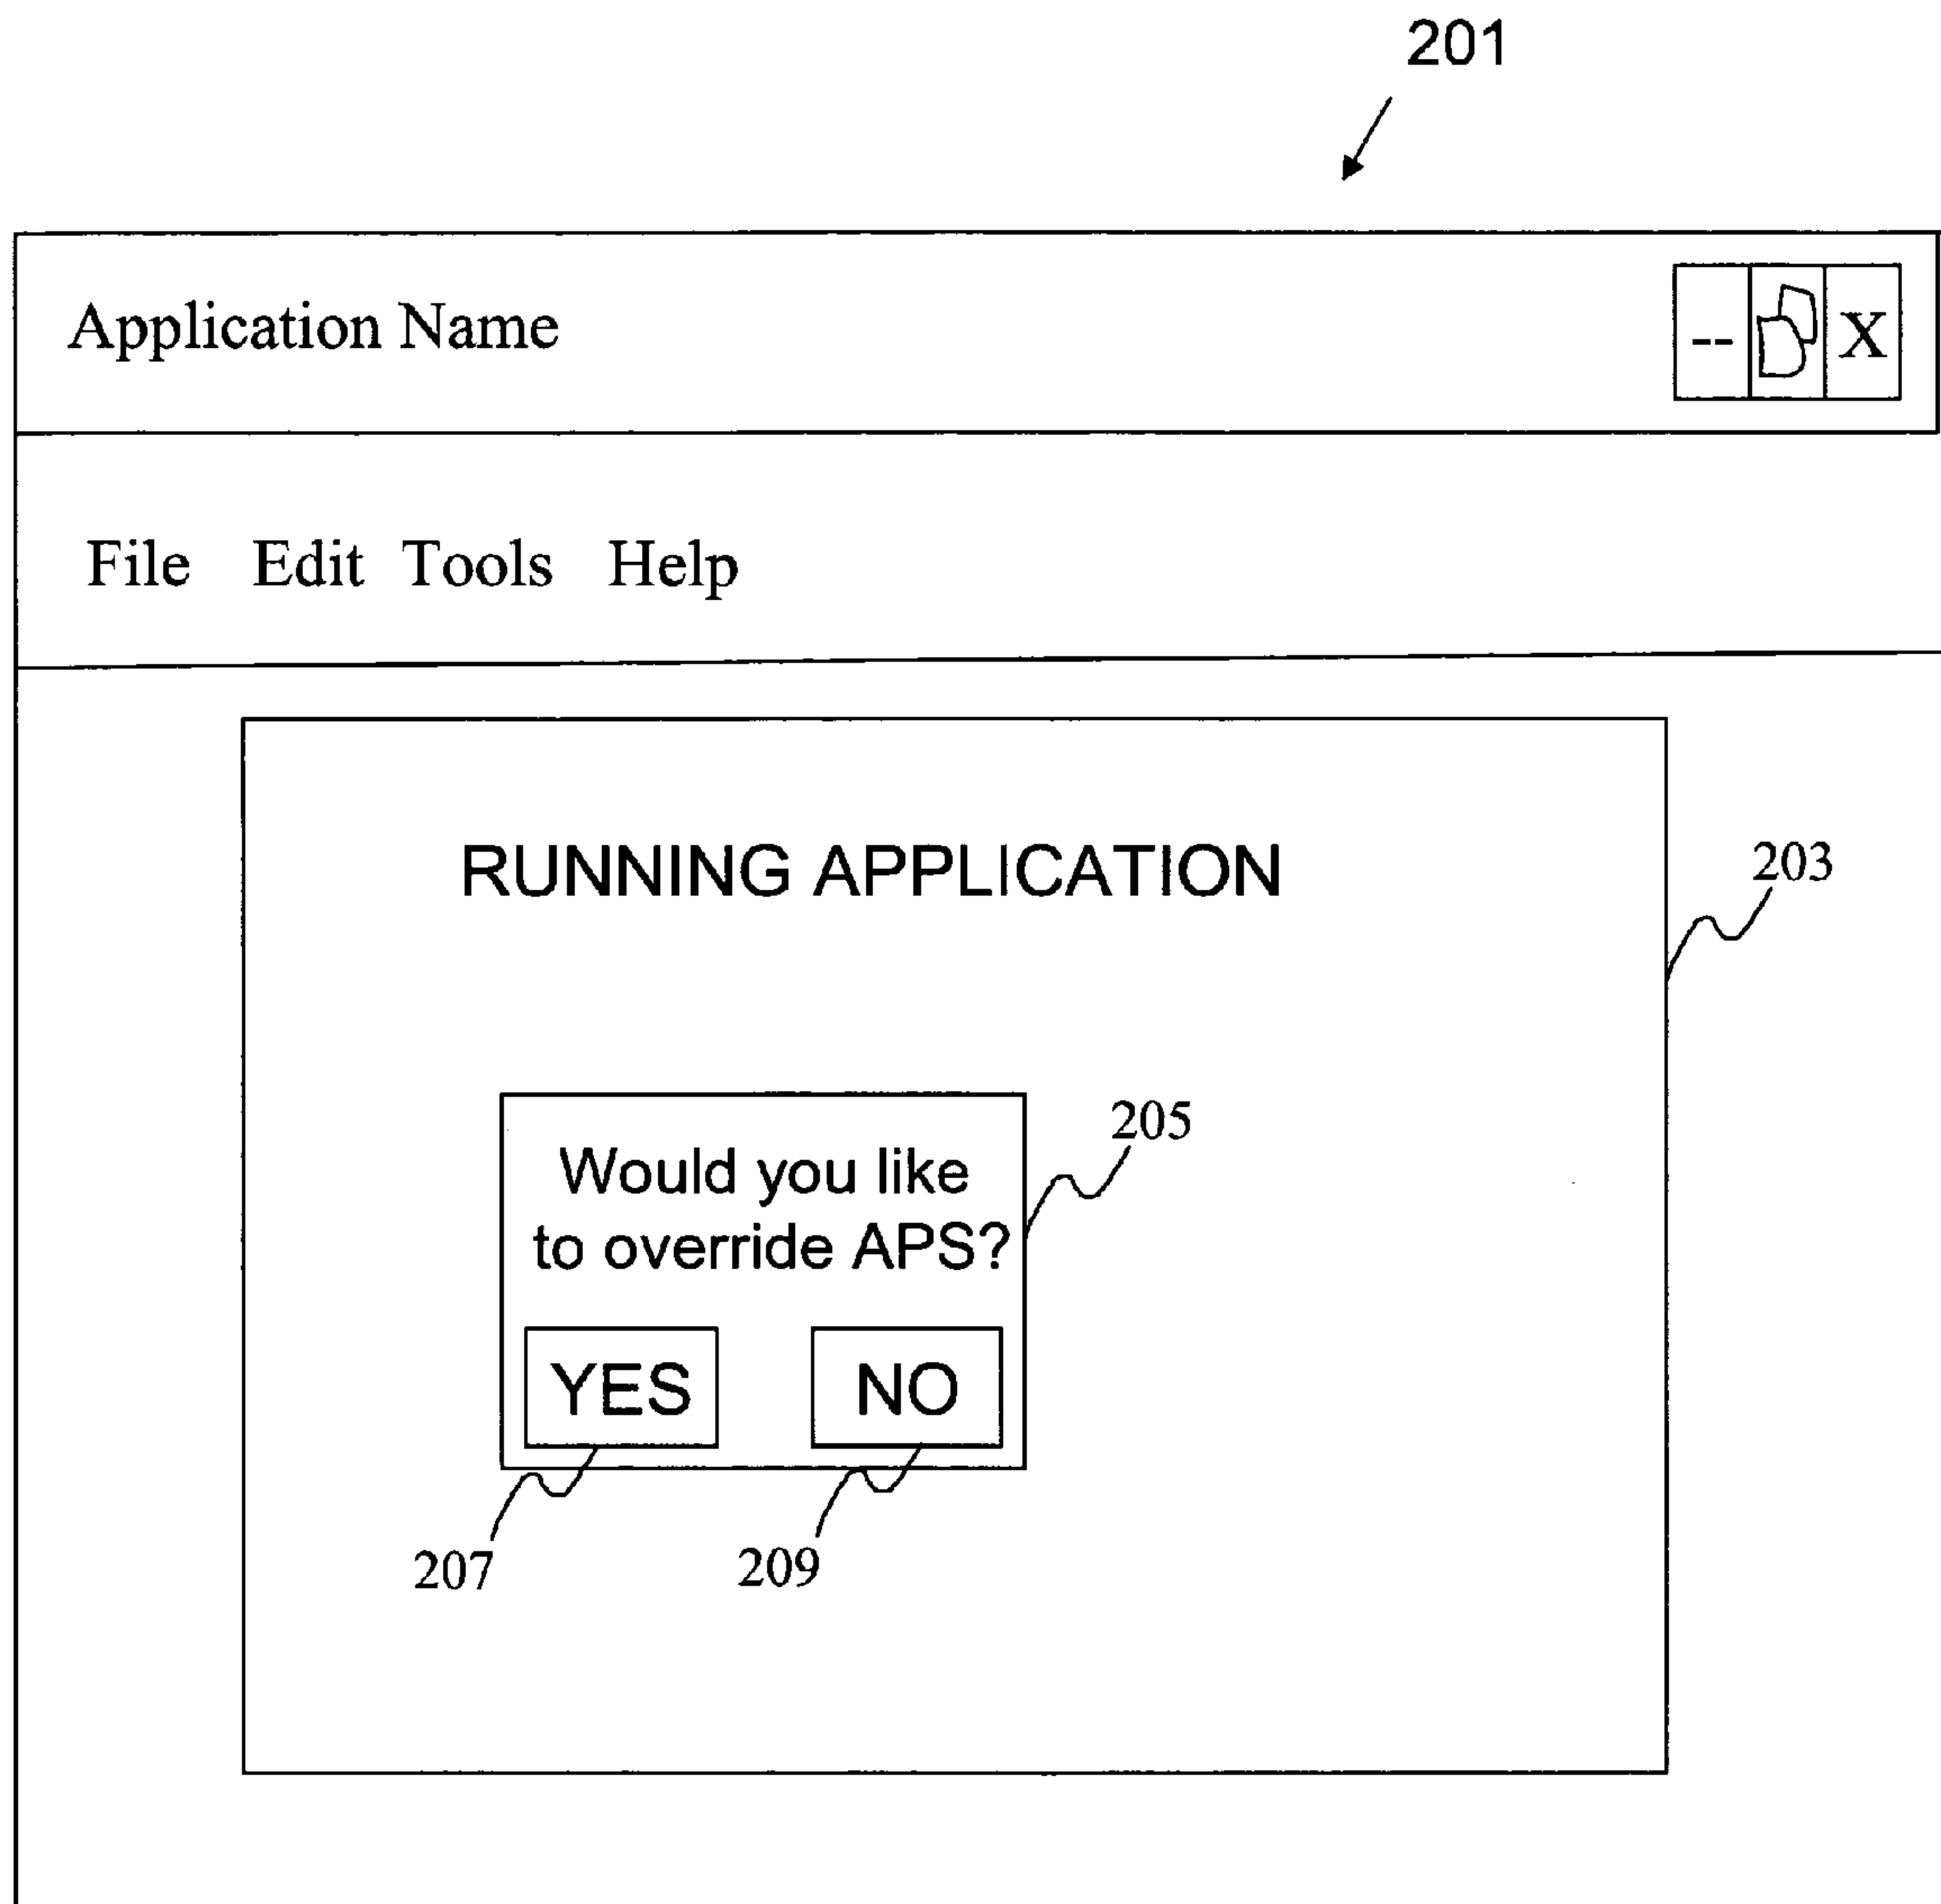 201
Application Name
-- X
File Edit Tools Help
RUNNING APPLICATION
203
205
Would you like
to override APS?
YES NO
207 209